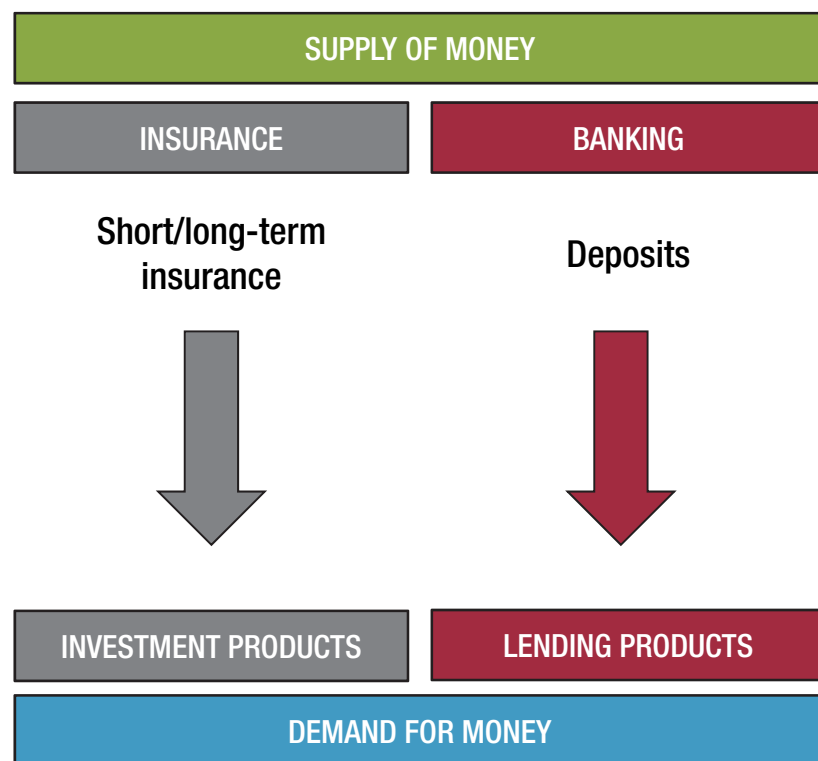 SUPPLY OF MONEY
INSURANCE
BANKING
Short/long-term
insurance
Deposits
INVESTMENT PRODUCTS
LENDING PRODUCTS
DEMAND FOR MONEY